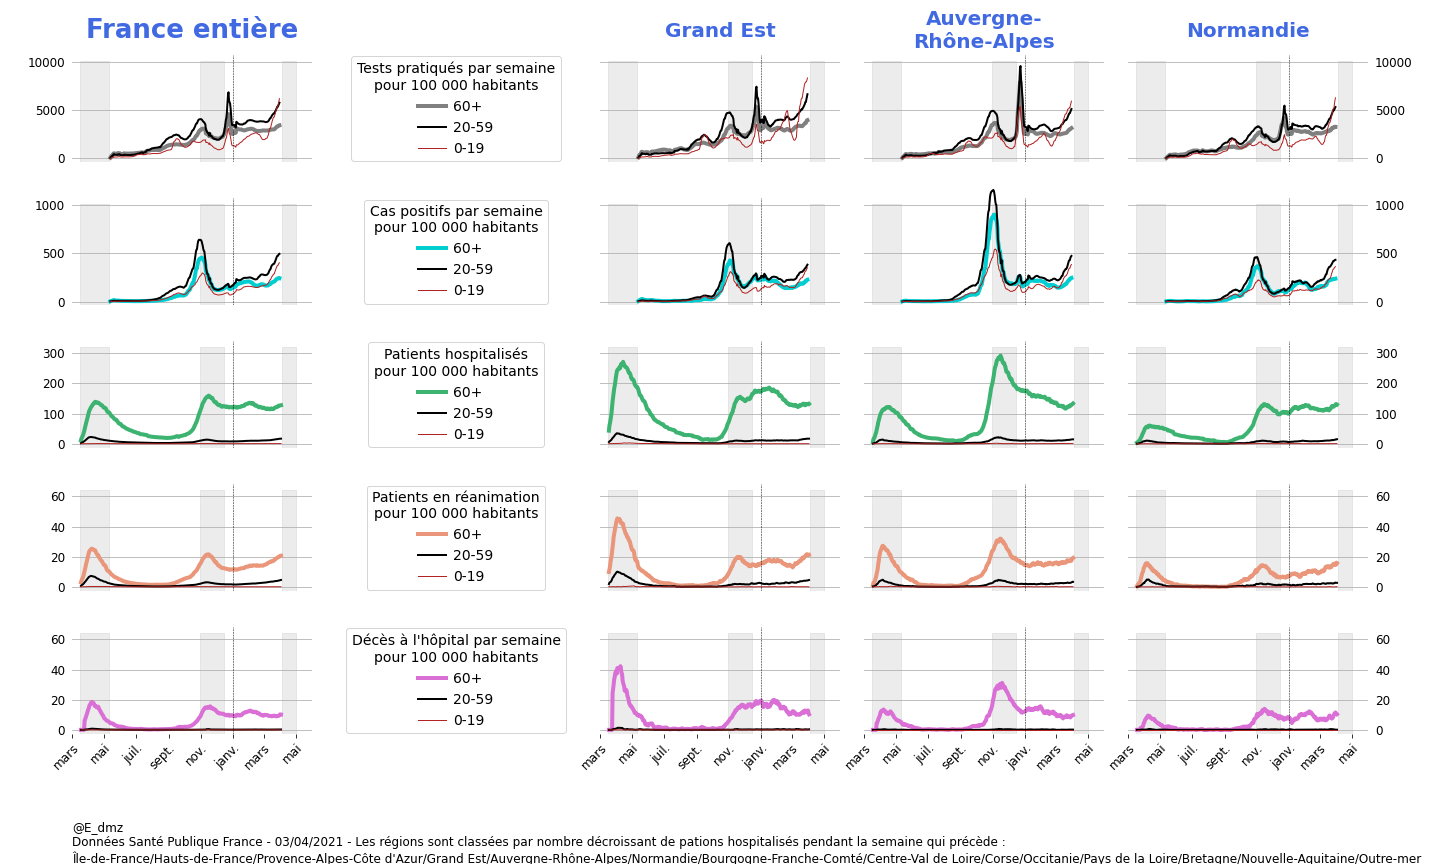 France entière
Grand Est
Auvergne-
Rhône-Alpes
Normandie
Tests pratiqués par semaine
pour 100 000 habitants
60+
20-59
0-19
10000
5000
0
10000
5000
0
Cas positifs par semaine
pour 100 000 habitants
60+
20-59
0-19
1000
500
0
1000
500
0
Patients hospitalisés
pour 100 000 habitants
60+
20-59
0-19
300
200
100
0
300
200
100
0
Patients en réanimation
pour 100 000 habitants
60+
20-59
0-19
60
40
20
0
60
40
20
0
Décès à l'hôpital par semaine
pour 100 000 habitants
60+
20-59
0-19
60
40
20
0
60
40
20
0
mars mai juil. sept. nov. janv. mars mai
mars mai juil. sept. nov. janv. mars mai
mars mai juil. sept. nov. janv. mars mai
mars mai juil. sept. nov. janv. mars mai
@E_dmz
Données Santé Publique France - 03/04/2021 - Les régions sont classées par nombre décroissant de pations hospitalisés pendant la semaine qui précède :
Île-de-France/Hauts-de-France/Provence-Alpes-Côte d'Azur/Grand Est/Auvergne-Rhône-Alpes/Normandie/Bourgogne-Franche-Comté/Centre-Val de Loire/Corse/Occitanie/Pays de la Loire/Bretagne/Nouvelle-Aquitaine/Outre-mer